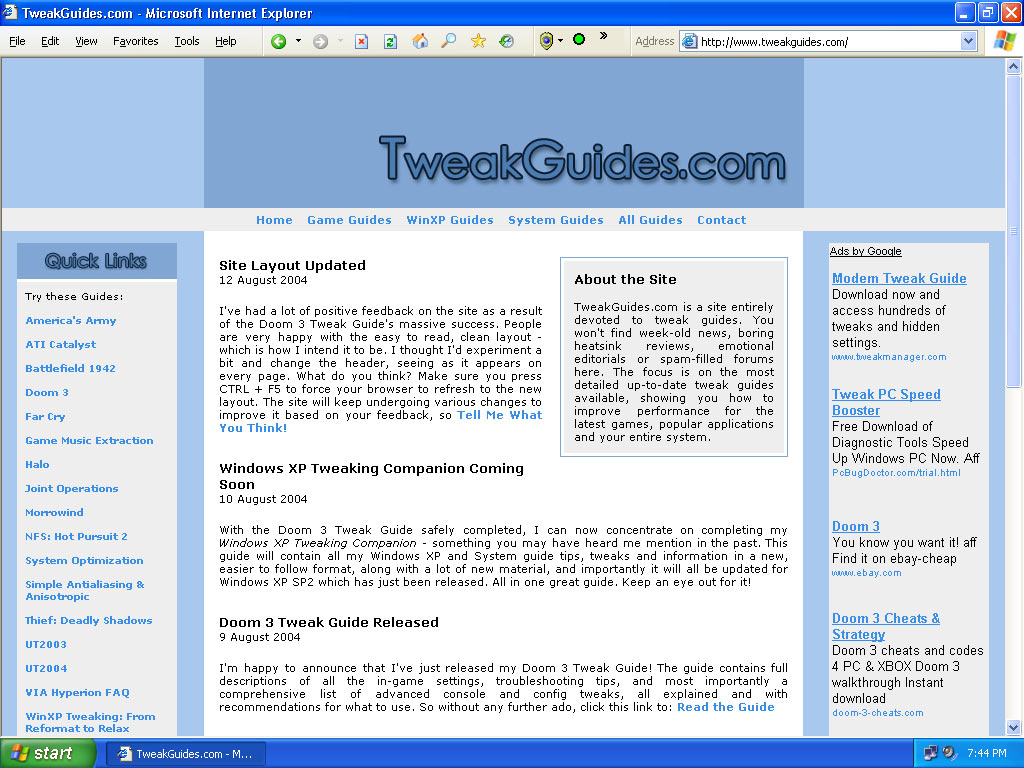 TweakGuides.com - Microsoft Internet Explorer
File Edit View Favorites Tools Help
»
Address http://www.tweakguides.com/
TweakGuides.com
Home Game Guides WinXP Guides System Guides All Guides Contact
Quick Links
Try these Guides:
America's Army
ATI Catalyst
Battlefield 1942
Doom 3
Far Cry
Game Music Extraction
Halo
Joint Operations
Morrowind
NFS: Hot Pursuit 2
System Optimization
Simple Antialiasing &
Anisotropic
Thief: Deadly Shadows
UT2003
UT2004
VIA Hyperion FAQ
WinXP Tweaking: From
Reformat to Relax
Site Layout Updated
12 August 2004
I've had a lot of positive feedback on the site as a result
of the Doom 3 Tweak Guide's massive success. People
are very happy with the easy to read, clean layout -
which is how I intend it to be. I thought I'd experiment a
bit and change the header, seeing as it appears on
every page. What do you think? Make sure you press
CTRL + F5 to force your browser to refresh to the new
layout. The site will keep undergoing various changes to
improve it based on your feedback, so Tell Me What
You Think!
About the Site
TweakGuides.com is a site entirely
devoted to tweak guides. You
won't find week-old news, boring
heatsink reviews, emotional
editorials or spam-filled forums
here. The focus is on the most
detailed up-to-date tweak guides
available, showing you how to
improve performance for the
latest games, popular applications
and your entire system.
Windows XP Tweaking Companion Coming
Soon
10 August 2004
With the Doom 3 Tweak Guide safely completed, I can now concentrate on completing my
Windows XP Tweaking Companion - something you may have heard me mention in the past. This
guide will contain all my Windows XP and System guide tips, tweaks and information in a new,
easier to follow format, along with a lot of new material, and importantly it will all be updated for
Windows XP SP2 which has just been released. All in one great guide. Keep an eye out for it!
Doom 3 Tweak Guide Released
9 August 2004
I'm happy to announce that I've just released my Doom 3 Tweak Guide! The guide contains full
descriptions of all the in-game settings, troubleshooting tips, and most importantly a
comprehensive list of advanced console and config tweaks, all explained and with
recommendations for what to use. So without any further ado, click this link to: Read the Guide
Ads by Google
Modem Tweak Guide
Download now and
access hundreds of
tweaks and hidden
settings.
www.tweakmanager.com
Tweak PC Speed
Booster
Free Download of
Diagnostic Tools Speed
Up Windows PC Now. Aff
PcBugDoctor.com/trial.html
Doom 3
You know you want it! aff
Find it on ebay-cheap
www.ebay.com
Doom 3 Cheats &
Strategy
Doom 3 cheats and codes
4 PC & XBOX Doom 3
walkthrough Instant
download
doom-3-cheats.com
start TweakGuides.com - M... 7:44 PM